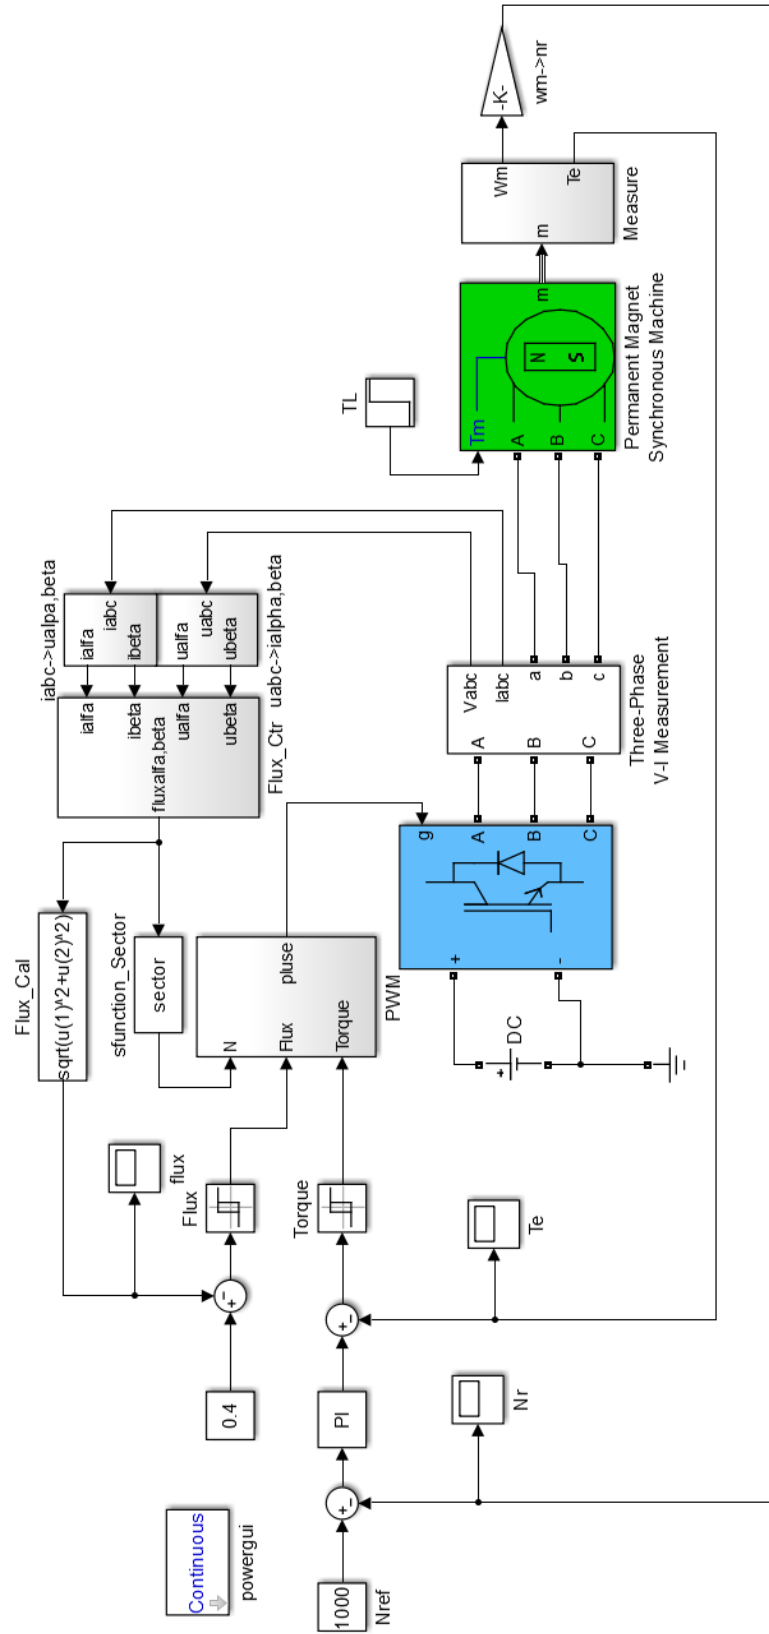 Continuous
powergui
1000
Nref
+
-
PI
+
-
Nr
0.4
+
-
flux
Flux
Torque
Te
Flux_Cal
sqrt(u(1)^2+u(2)^2)
sfunction_Sector
sector
N
Flux
Torque
pluse
PWM
+
DC
+
-
g
A
B
C
Flux_Ctr
fluxalfa,beta
ialfa
ibeta
ualfa
ubeta
iabc->ualpa,beta
ialfa
ibeta
iabc
ualfa
ubeta
uabc
uabc->ialpha,beta
A
B
C
Vabc
Iabc
a
b
c
Three-Phase
V-I Measurement
TL
Tm
A
B
C
N
S
m
Permanent Magnet
Synchronous Machine
m
Wm
Te
Measure
-K-
wm->nr